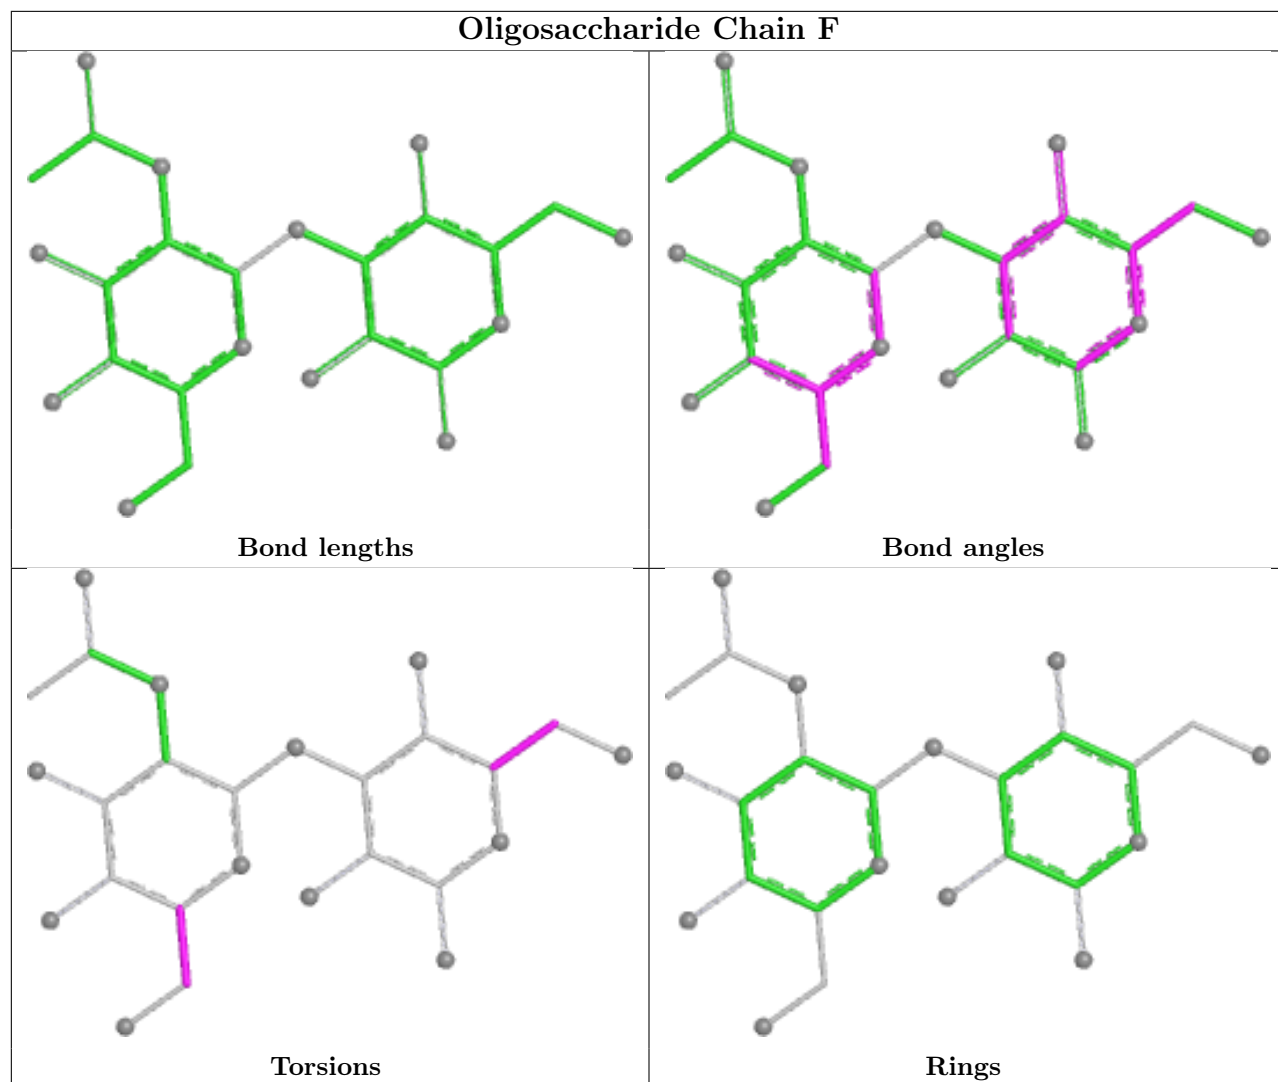 Oligosaccharide Chain F
Bond lengths
Bond angles
Torsions
Rings